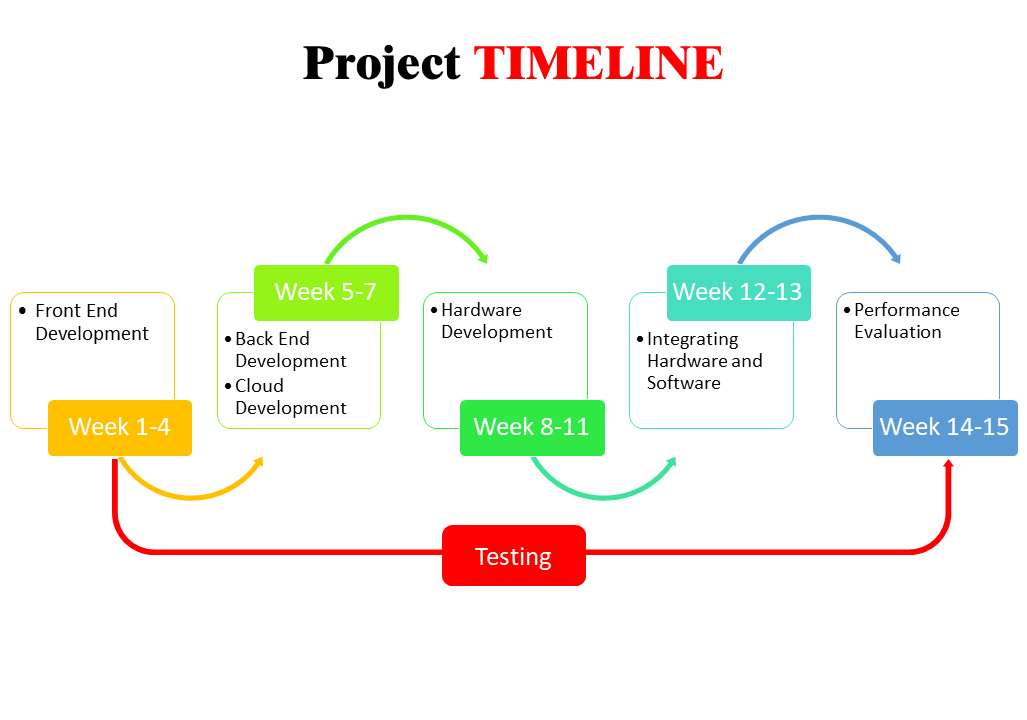 Project TIMELINE
• Front End
Development
Week 1-4
Week 5-7
• Back End
Development
• Cloud
Development
• Hardware
Development
Week 8-11
Week 12-13
• Integrating
Hardware and
Software
• Performance
Evaluation
Week 14-15
Testing